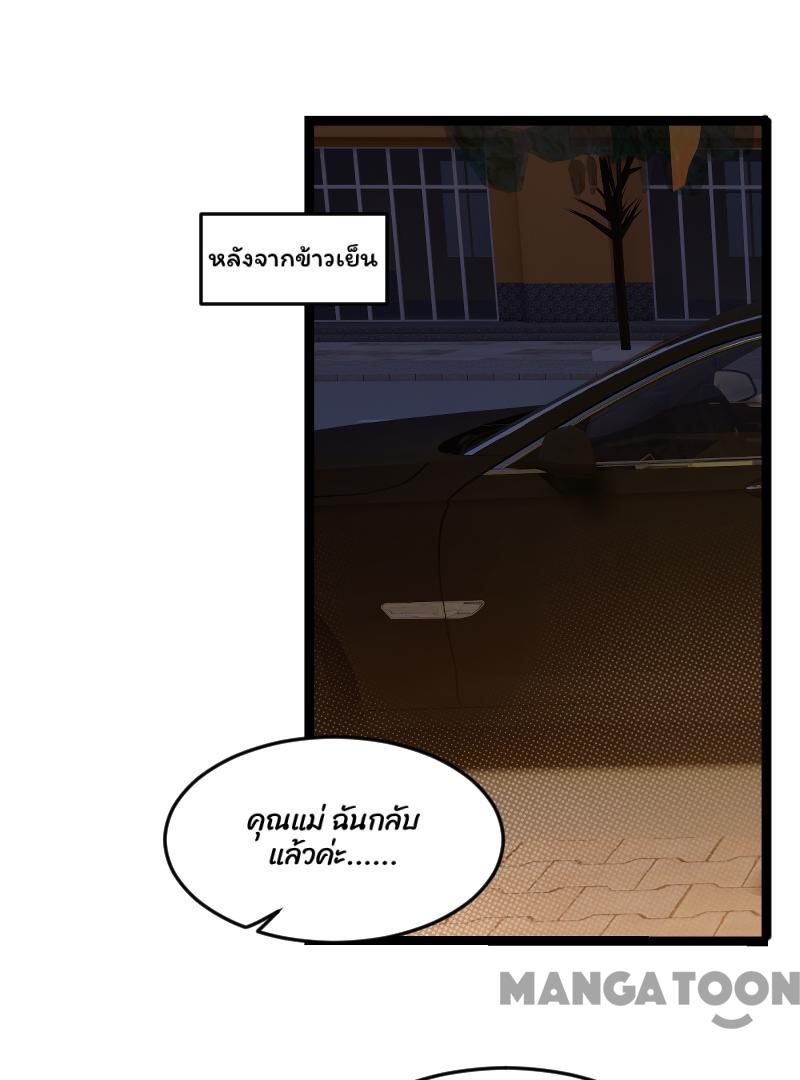 หลังจากข้าวเย็น
คุณแม่ ฉันกลับ
แล้วค่ะ......
MANGATOON